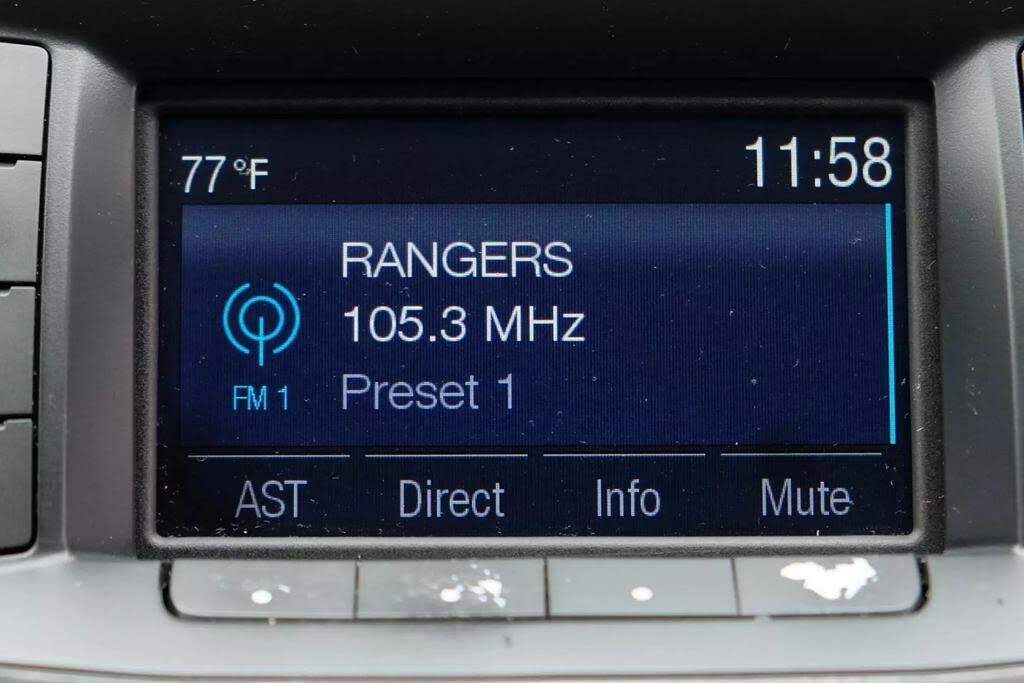 77 °F
11:58
RANGERS
105.3 MHz
FM 1
Preset 1
AST Direct Info Mute